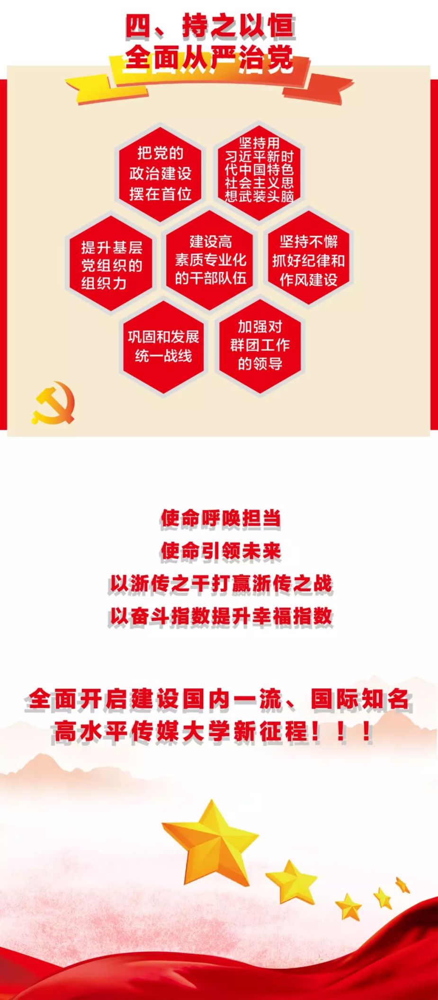 四、持之以恒
全面从严治党
把党的
政治建设
摆在首位
坚持用
习近平新时
代中国特色
社会主义思
想武装头脑
提升基层
党组织的
组织力
建设高
素质专业化
的干部队伍
坚持不懈
抓好纪律和
作风建设
巩固和发展
统一战线
加强对
群团工作
的领导
使命呼唤担当
使命引领未来
以浙传之干打赢浙传之战
以奋斗指数提升幸福指数
全面开启建设国内一流、国际知名
高水平传媒大学新征程！！！